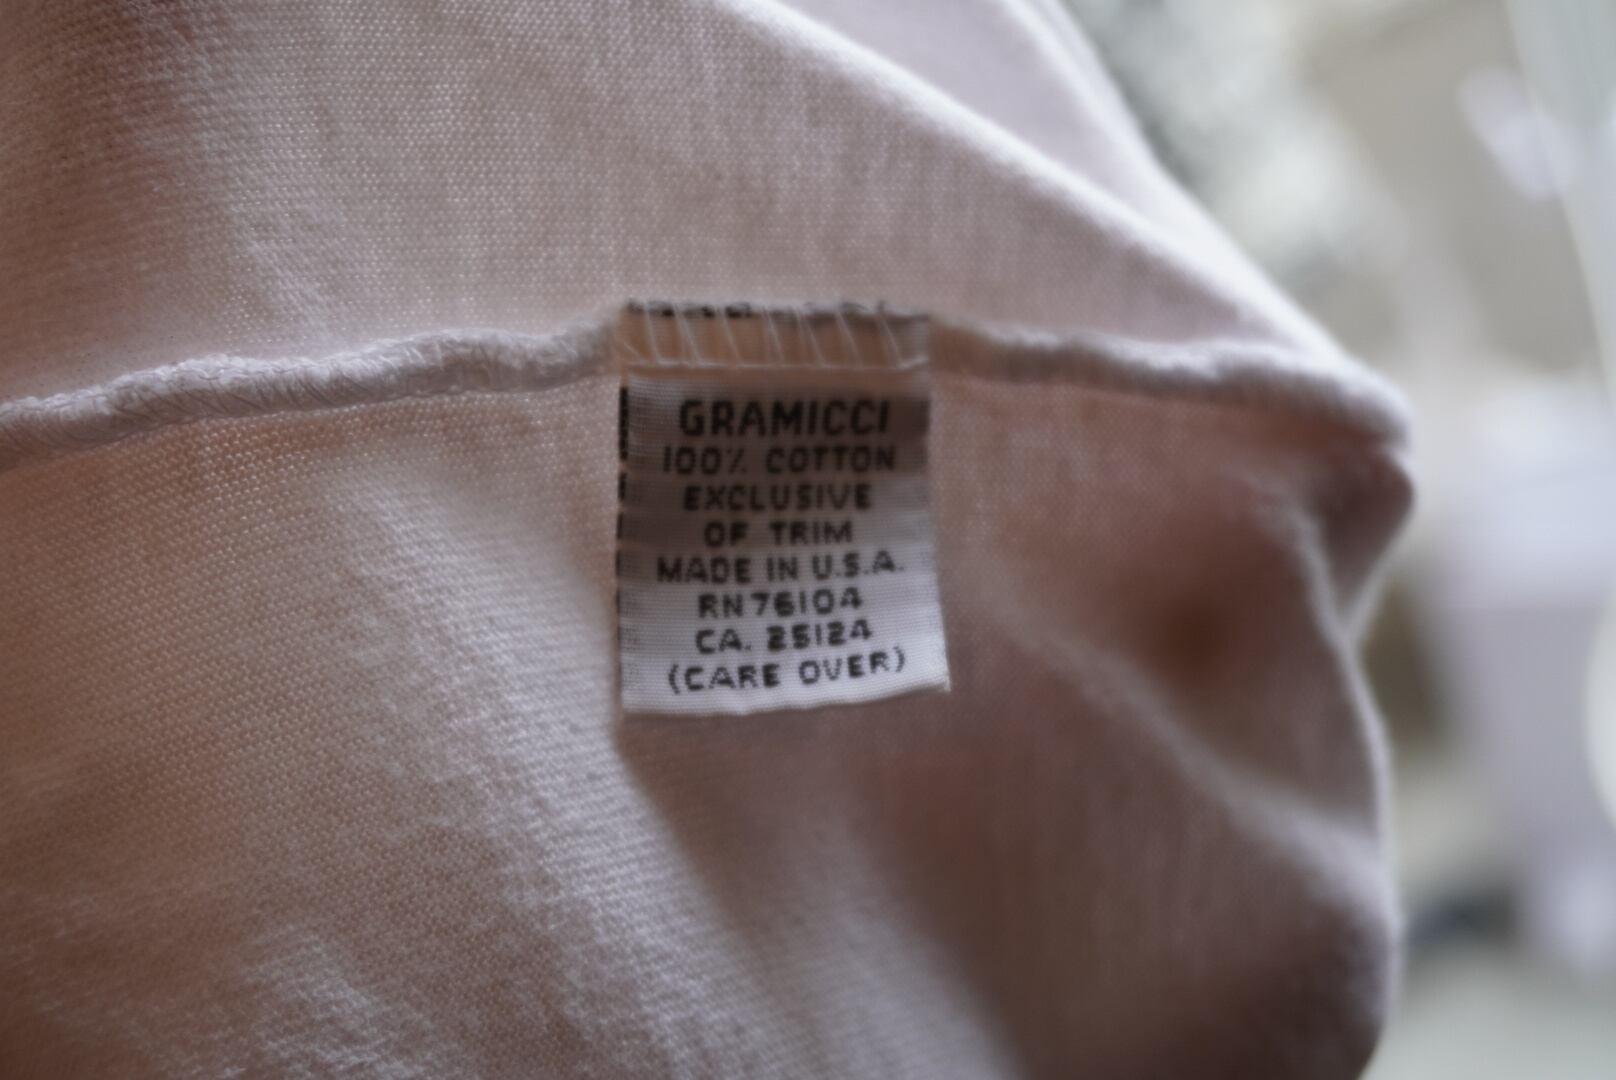 GRAMICCI
100% COTTON
EXCLUSIVE
OF TRIM
MADE IN U.S.A.
RN76104
CA. 25124
(CARE OVER)